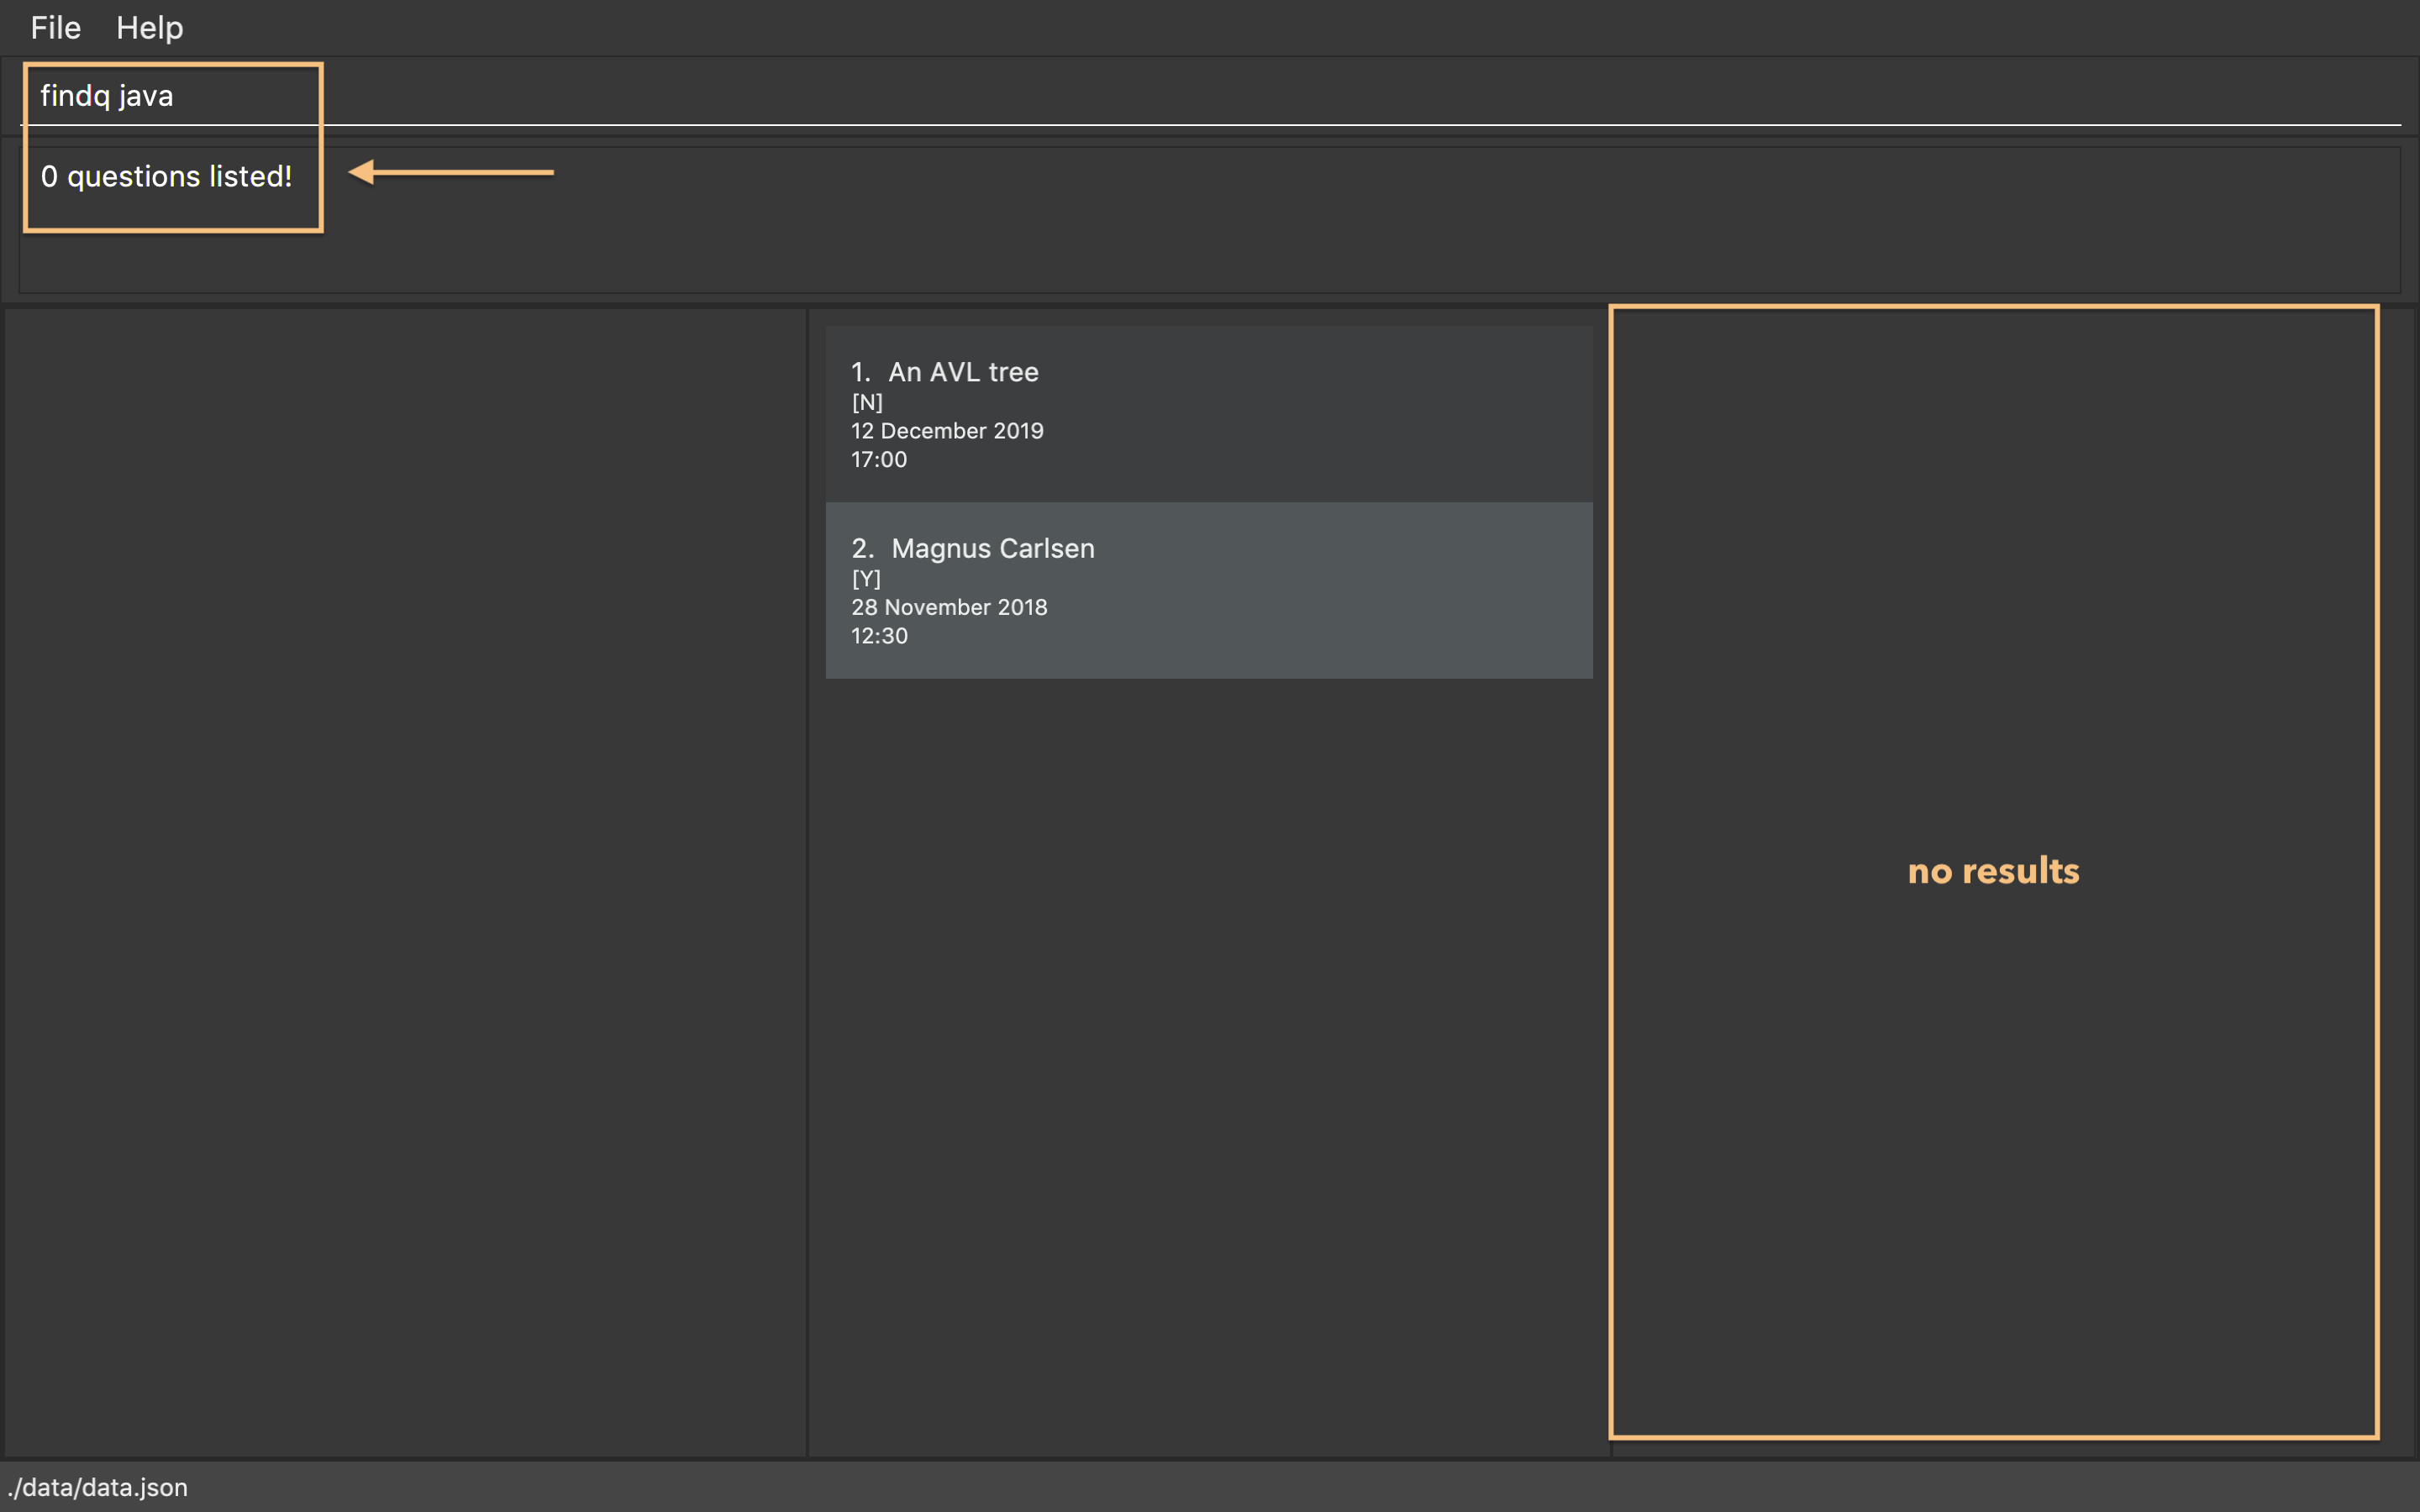 File Help
findq java
0 questions listed!
1. An AVL tree
[N]
12 December 2019
17:00
2. Magnus Carlsen
[Y]
28 November 2018
12:30
no results
./data/data.json